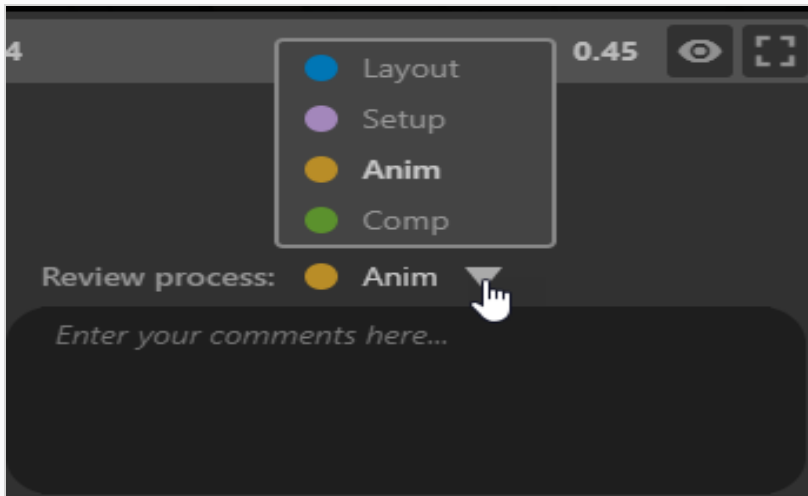 4
0.45
Layout
Setup
Anim
Comp
Review process: Anim
Enter your comments here...